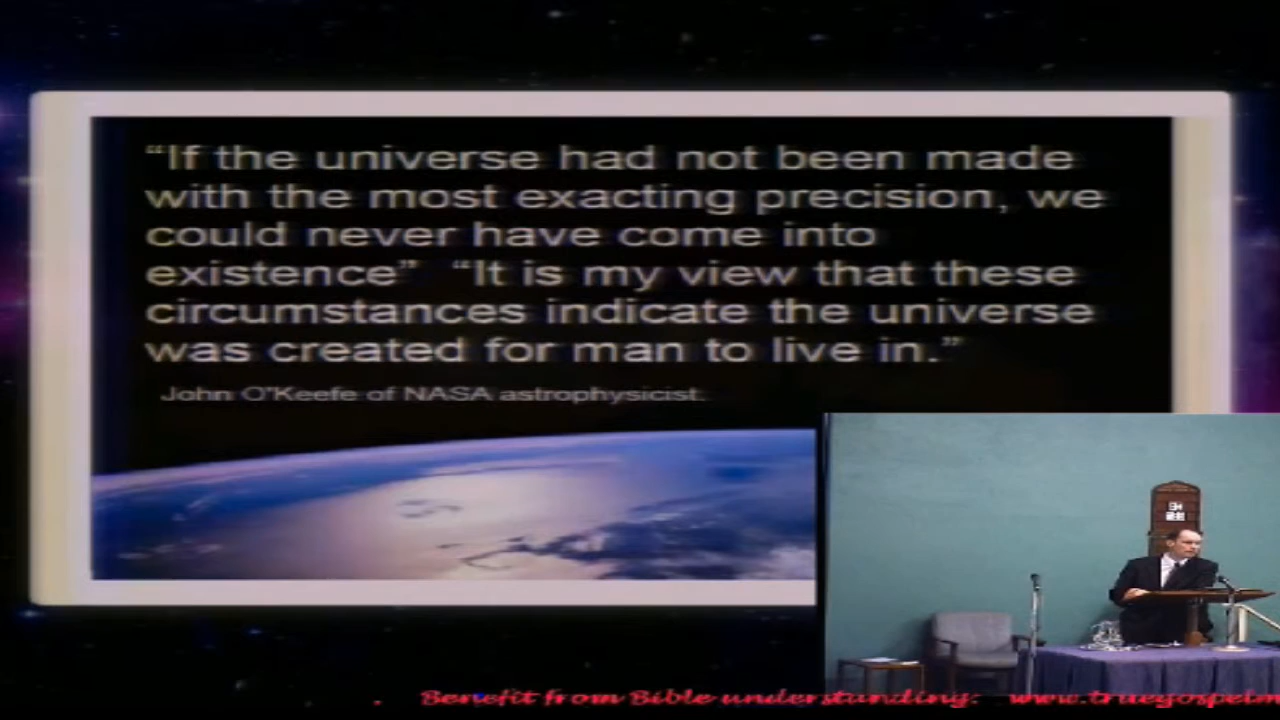 “If the universe had not been made
with the most exacting precision, we
could never have come into
existence” “It is my view that these
circumstances indicate the universe
was created for man to live in.”
John O'Keefe of NASA astrophysicist.
. Benefit from Bible understanding.